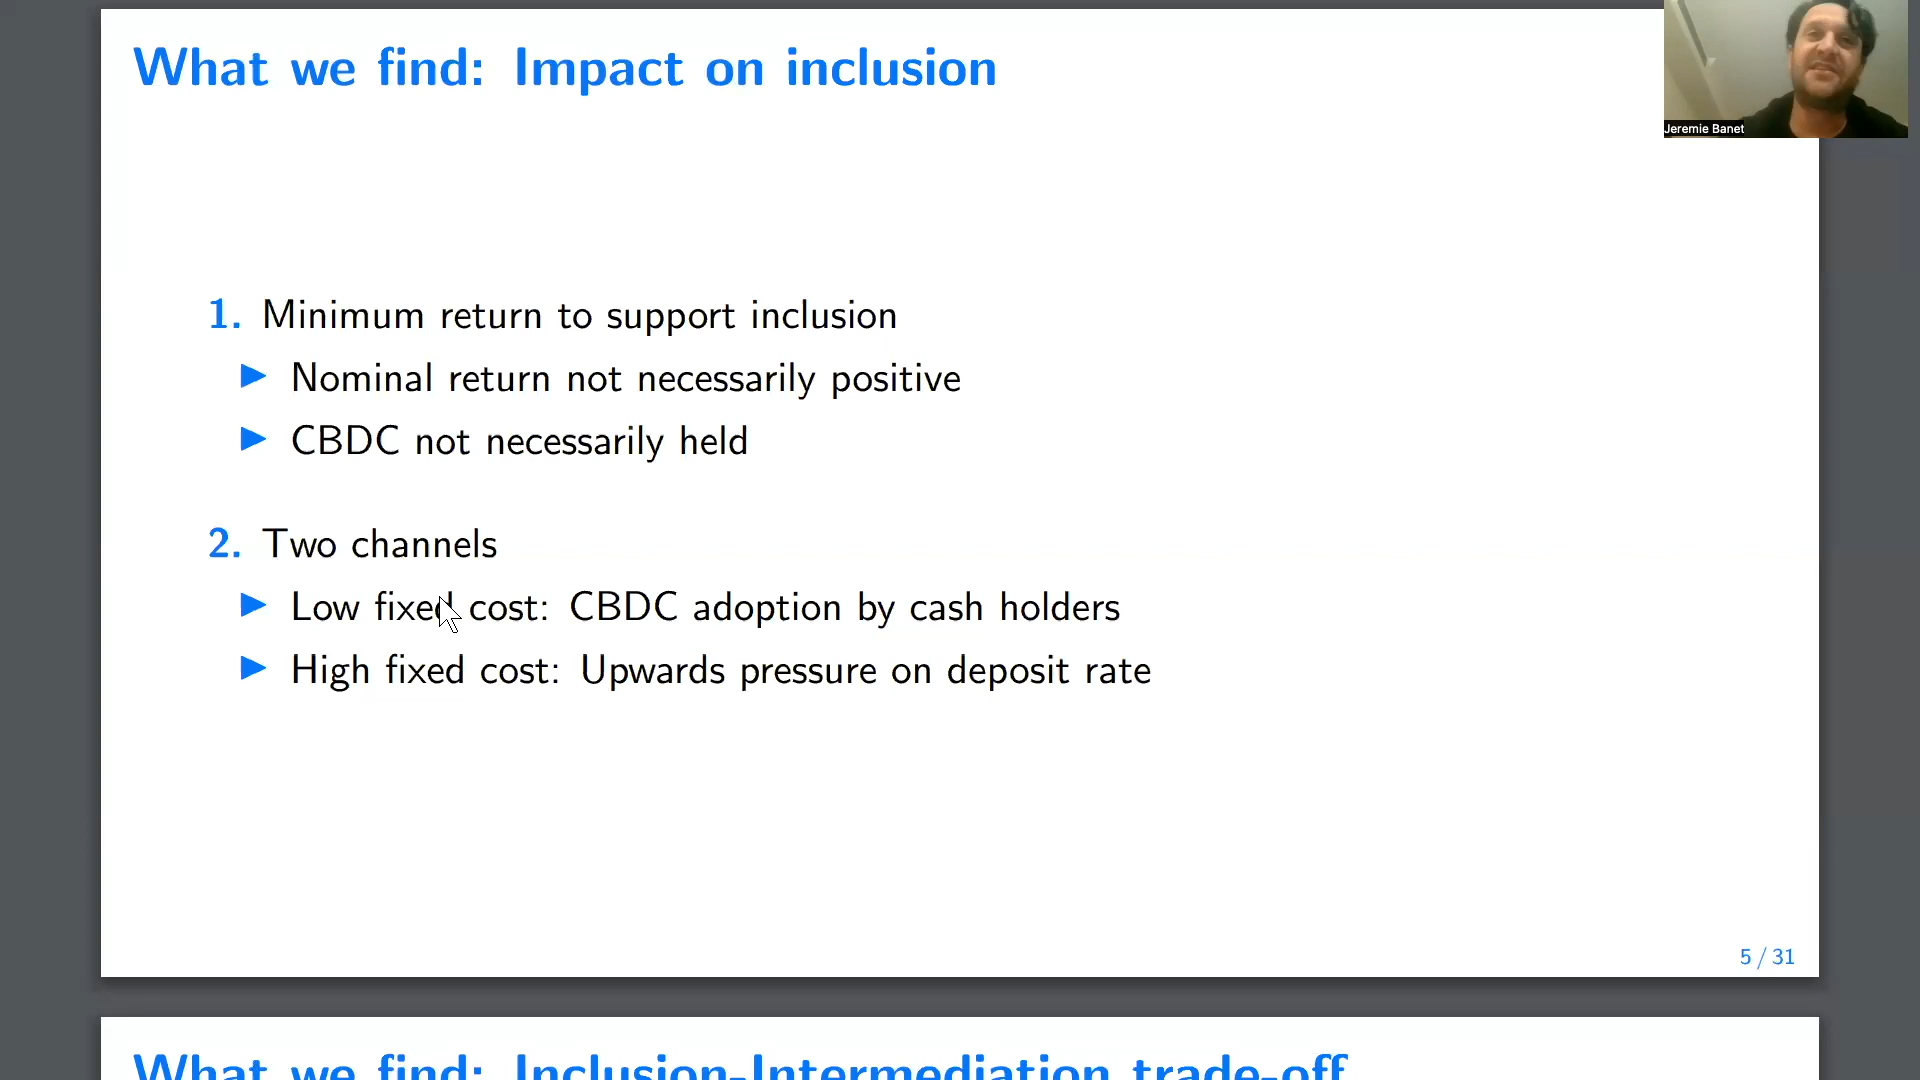 What we find: Impact on inclusion
Jeremie Banet
1. Minimum return to support inclusion
Nominal return not necessarily positive
CBDC not necessarily held
2. Two channels
Low fixed cost: CBDC adoption by cash holders
High fixed cost: Upwards pressure on deposit rate
5 / 31
What we find: Inclusion-Intermediation trade-off